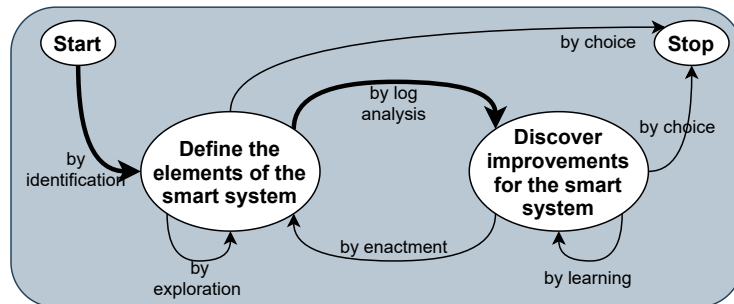 Start
Stop
by choice
by log
analysis
by choice
by
identification
Define the
elements of the
smart system
Discover
improvements
for the smart
system
by enactment
by
exploration
by learning